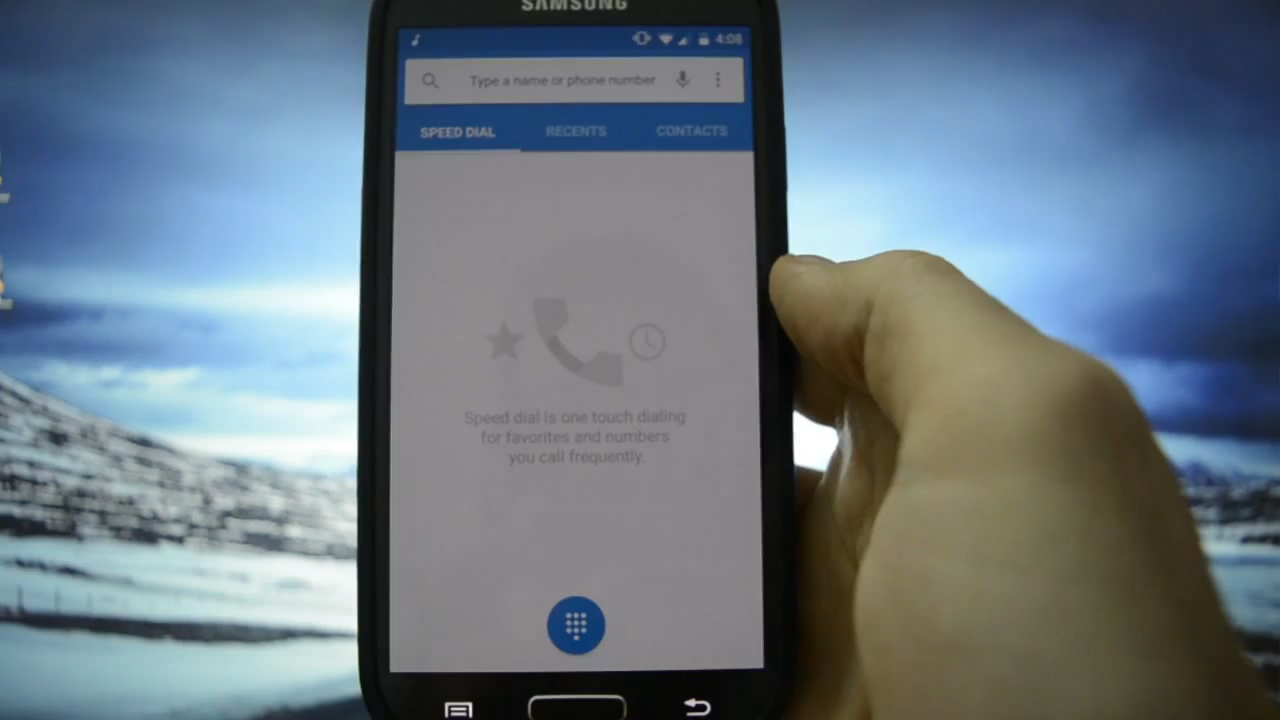 SAMSUNG
4:08
Type a name or phone number
SPEED DIAL RECENTS CONTACTS
Speed dial is one touch dialing
for favorites and numbers
you call frequently.